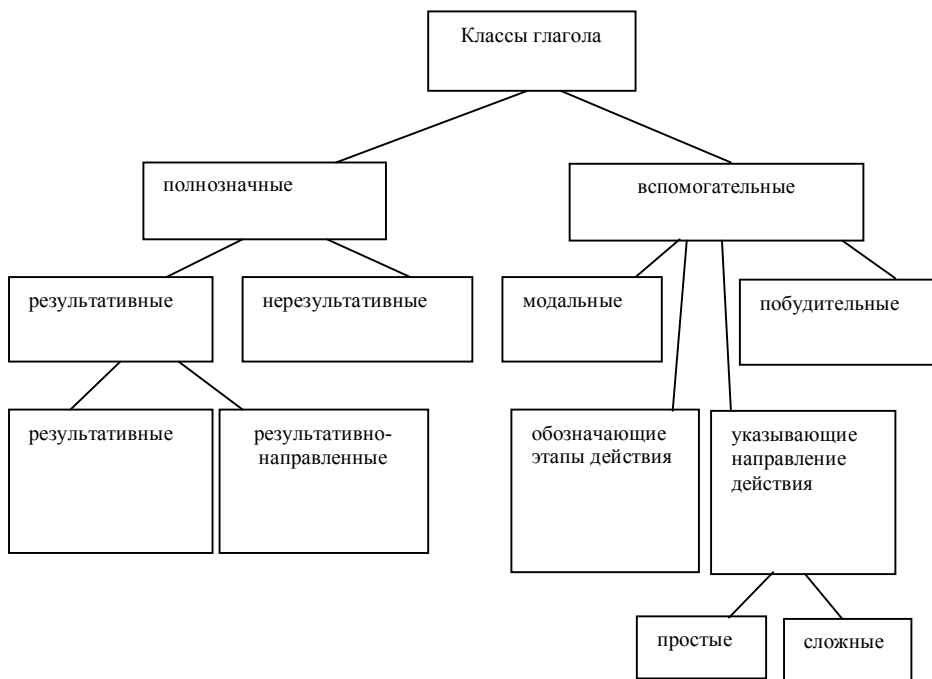 Классы глагола
полнозначные
вспомогательные
результативные
нерезультативные
модальные
побудительные
результативные
результативно-
направленные
обозначающие
этапы действия
указывающие
направление
действия
простые
сложные